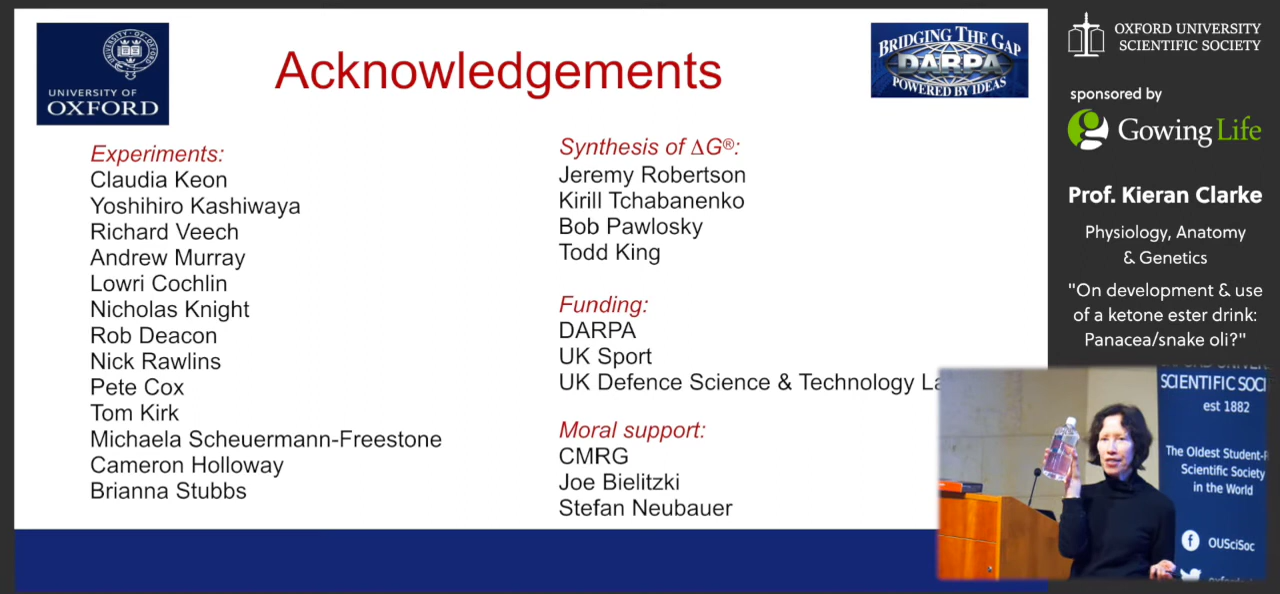 UNIVERSITY OF
OXFORD
Acknowledgements
BRIDGING THE GAP
DARPA
POWERED BY IDEAS
Experiments:
Claudia Keon
Yoshihiro Kashiwaya
Richard Veech
Andrew Murray
Lowri Cochlin
Nicholas Knight
Rob Deacon
Nick Rawlins
Pete Cox
Tom Kirk
Michaela Scheuermann-Freestone
Cameron Holloway
Brianna Stubbs
Synthesis of ΔG®:
Jeremy Robertson
Kirill Tchabanenko
Bob Pawlosky
Todd King
Funding:
DARPA
UK Sport
UK Defence Science & Technology La
Moral support:
CMRG
Joe Bielitzki
Stefan Neubauer
OXFORD UNIVERSITY
SCIENTIFIC SOCIETY
sponsored by
Gowing Life
Prof. Kieran Clarke
Physiology, Anatomy
& Genetics
"On development & use
of a ketone ester drink:
Panacea/snake oli?"
SCIENTIFIC SOCI
est 1882
The Oldest Student-
Scientific Society
in the World
OUSciSoc